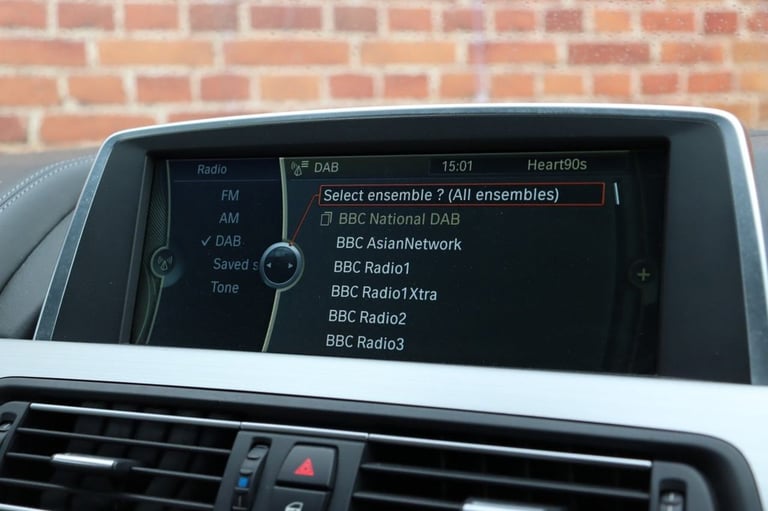 Radio
FM
AM
DAB
Saved s
Tone
DAB 15:01 Heart90s
Select ensemble ? (All ensembles)
BBC National DAB
BBC AsianNetwork
BBC Radio1
BBC Radio1Xtra
BBC Radio2
BBC Radio3